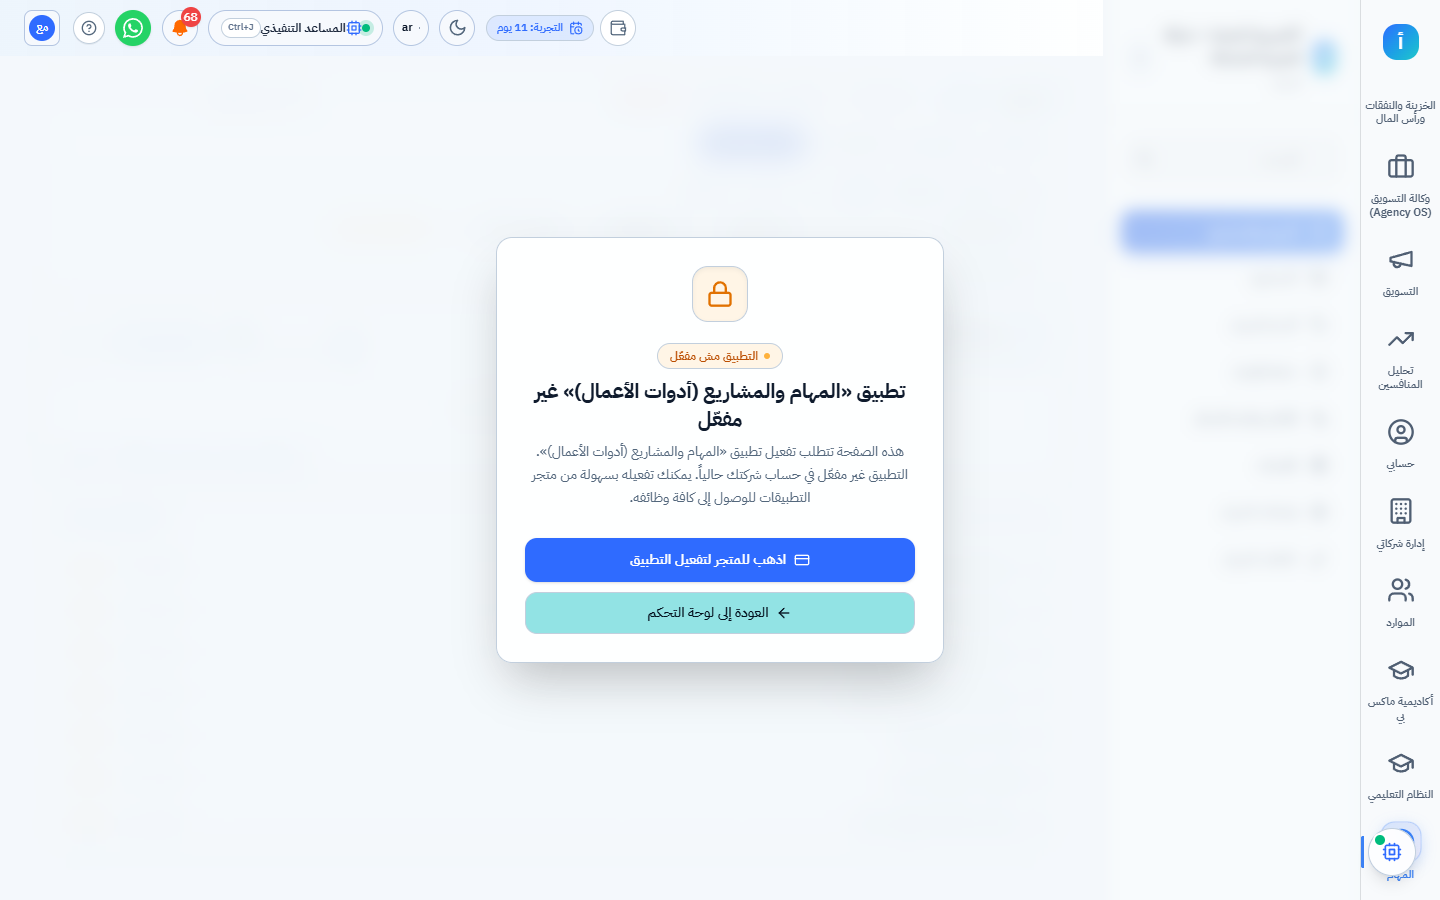 أ
التجربة: 11 يوم
ar
المساعد التنفيذي
Ctrl+J
68
مع
الخزينة والنفقات
ورأس المال
وكالة التسويق
(Agency OS)
التسويق
تحليل
المنافسين
حسابي
إدارة شركاتي
الموارد
أكاديمية ماكس
بي
النظام التعليمي
المهام
التطبيق مش مفعّل
تطبيق «المهام والمشاريع (أدوات الأعمال)» غير
مفعّل
هذه الصفحة تتطلب تفعيل تطبيق «المهام والمشاريع (أدوات الأعمال)».
التطبيق غير مفعّل في حساب شركتك حالياً. يمكنك تفعيله بسهولة من متجر
التطبيقات للوصول إلى كافة وظائفه.
اذهب للمتجر لتفعيل التطبيق
العودة إلى لوحة التحكم